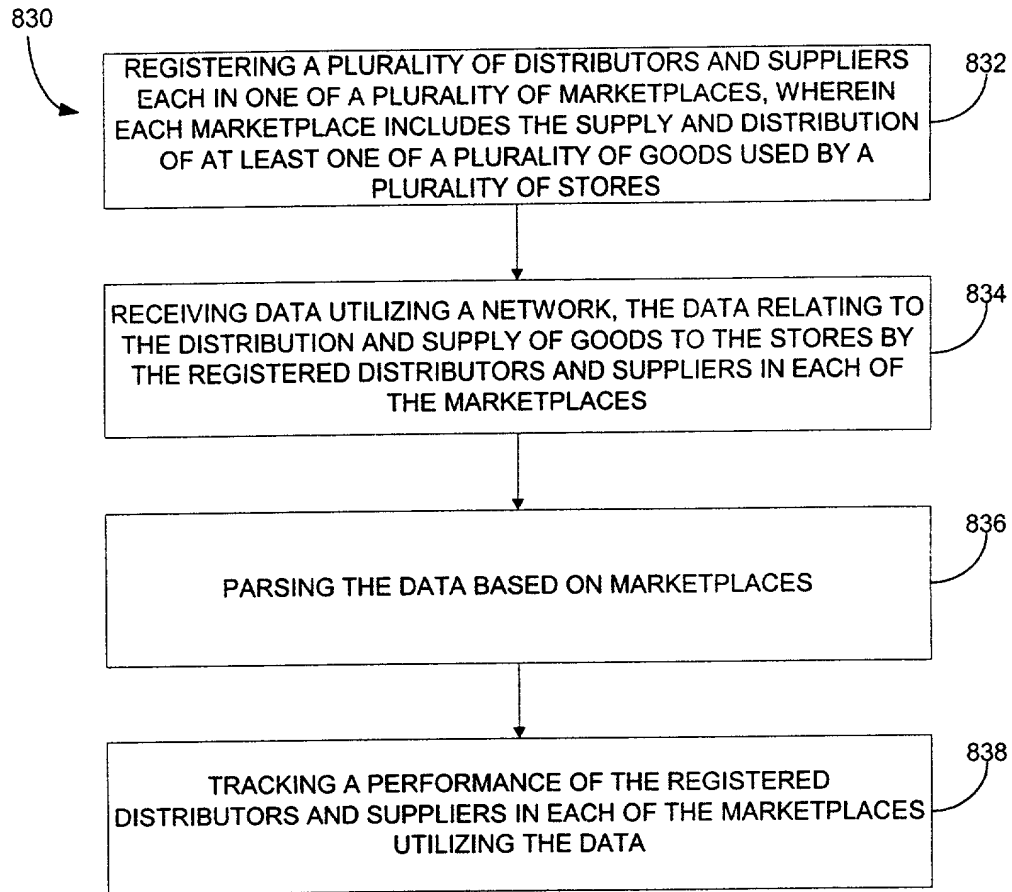 830
REGISTERING A PLURALITY OF DISTRIBUTORS AND SUPPLIERS
EACH IN ONE OF A PLURALITY OF MARKETPLACES, WHEREIN
EACH MARKETPLACE INCLUDES THE SUPPLY AND DISTRIBUTION
OF AT LEAST ONE OF A PLURALITY OF GOODS USED BY A
PLURALITY OF STORES
832
RECEIVING DATA UTILIZING A NETWORK, THE DATA RELATING TO
THE DISTRIBUTION AND SUPPLY OF GOODS TO THE STORES BY
THE REGISTERED DISTRIBUTORS AND SUPPLIERS IN EACH OF
THE MARKETPLACES
834
PARSING THE DATA BASED ON MARKETPLACES
836
TRACKING A PERFORMANCE OF THE REGISTERED
DISTRIBUTORS AND SUPPLIERS IN EACH OF THE MARKETPLACES
UTILIZING THE DATA
838